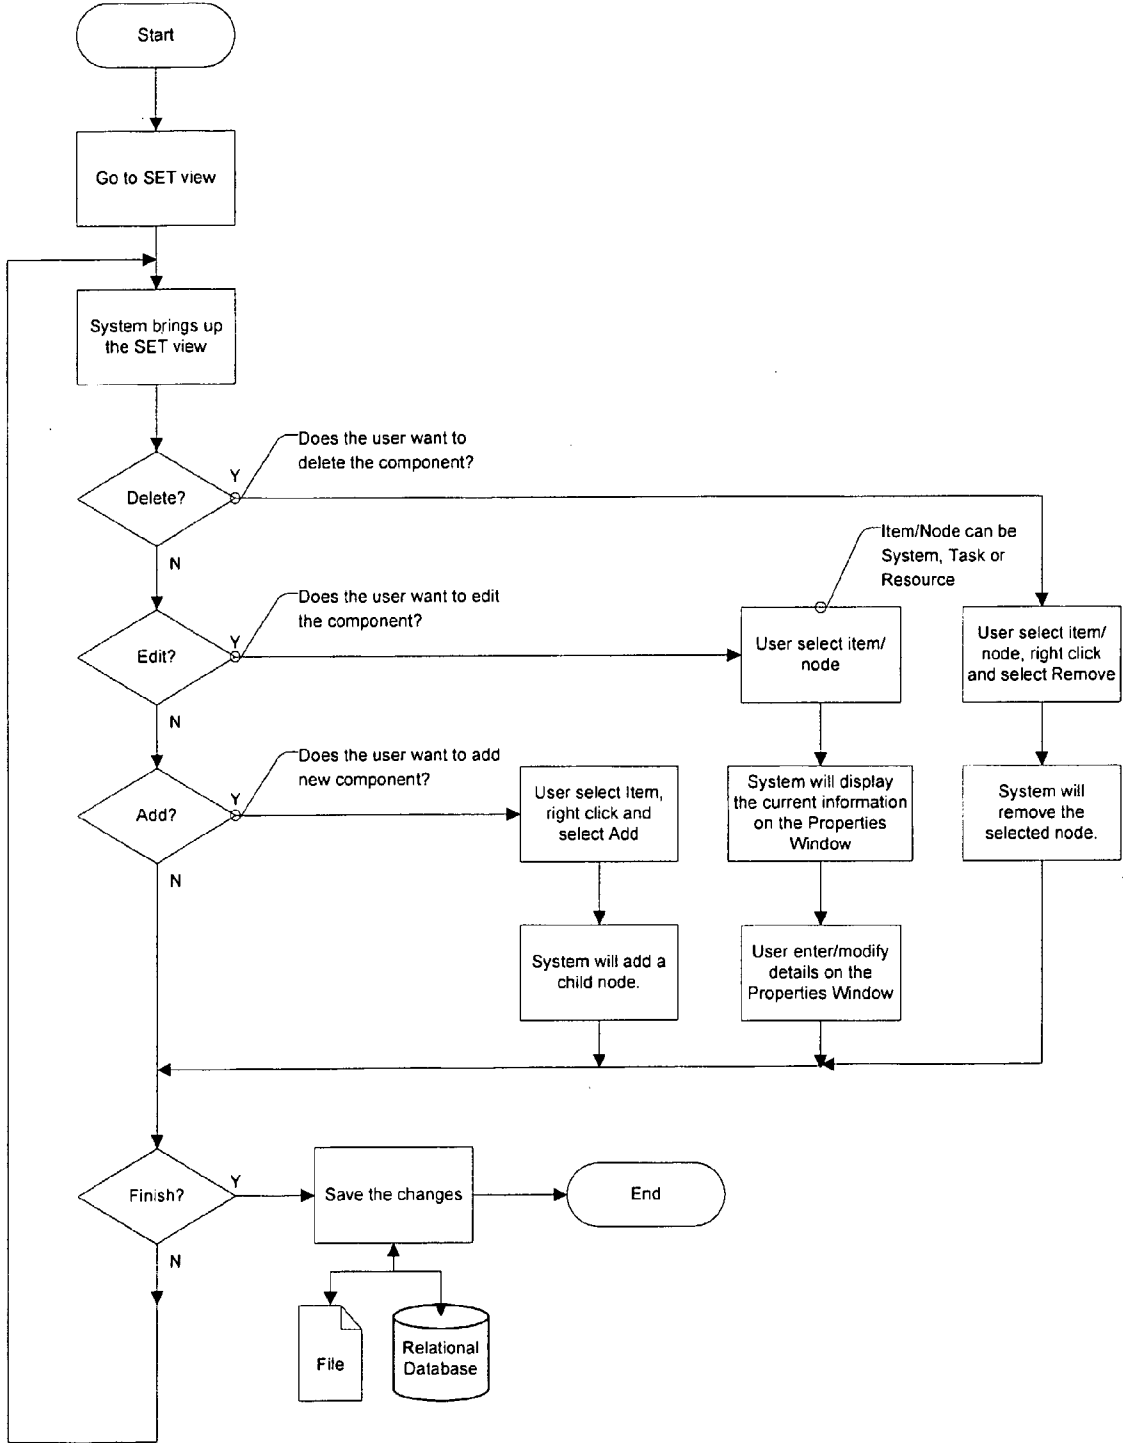 Start
Go to SET view
System brings up
the SET view
Does the user want to
delete the component?
Y
Delete?
N
Item/Node can be
System, Task or
Resource
Does the user want to edit
the component?
Y
Edit?
N
User select item/
node
User select item/
node, right click
and select Remove
Does the user want to add
new component?
Y
Add?
N
User select Item,
right click and
select Add
System will display
the current information
on the Properties
Window
System will
remove the
selected node.
System will add a
child node.
User enter/modify
details on the
Properties Window
Finish?
Y
N
Save the changes
End
File
Relational
Database